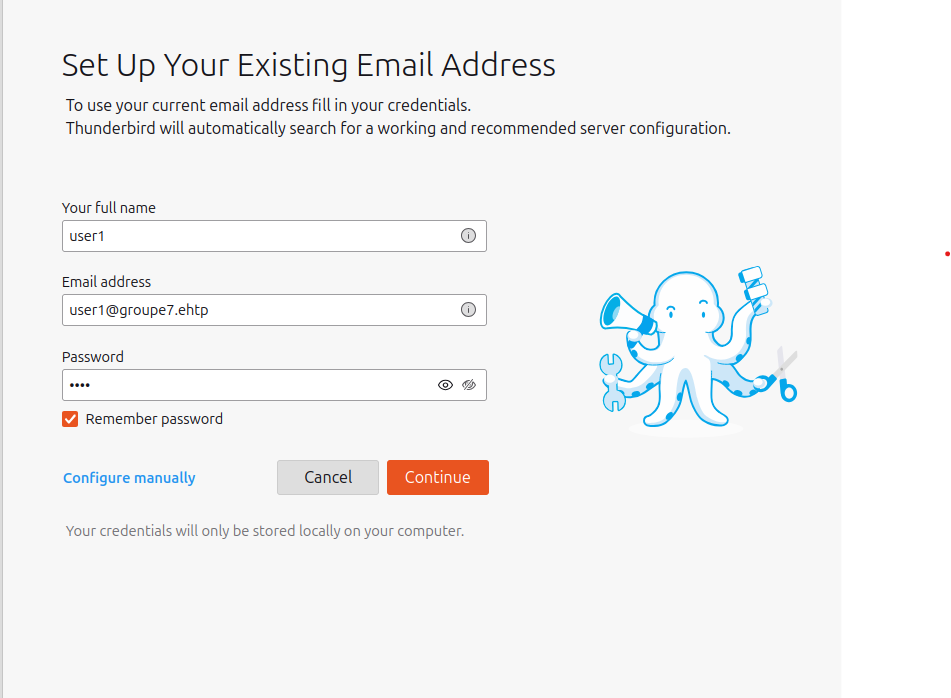 Set Up Your Existing Email Address
To use your current email address fill in your credentials.
Thunderbird will automatically search for a working and recommended server configuration.
Your full name
user1
Email address
user1@groupe7.ehtp
Password
••••
Remember password
Configure manually
Cancel
Continue
Your credentials will only be stored locally on your computer.